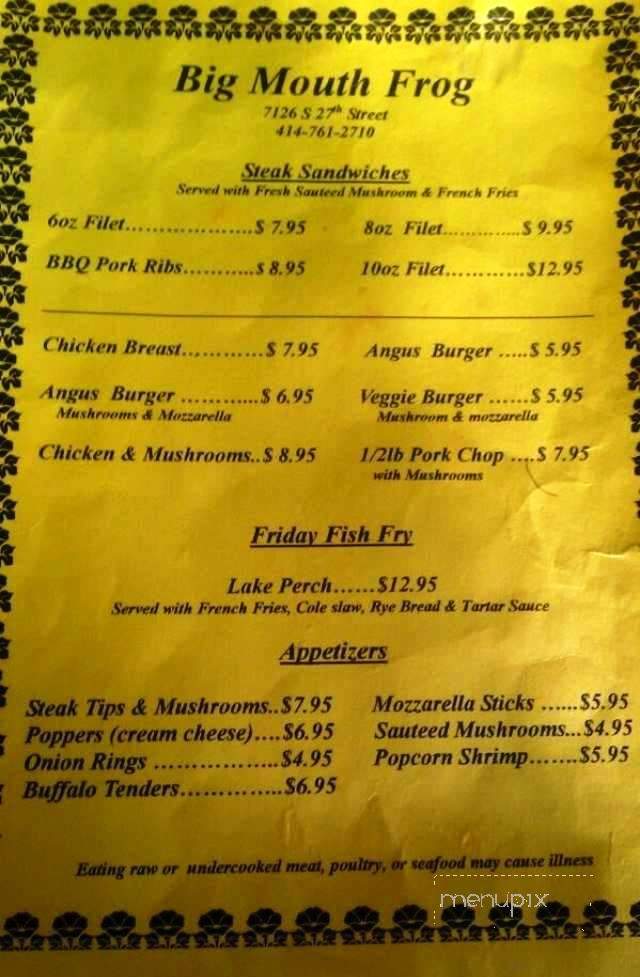 Big Mouth Frog
7126 S 27th Street
414-761-2710
Steak Sandwiches
Served with Fresh Sauteed Mushroom & French Fries
6oz Filet....................$ 7.95 8oz Filet..............$ 9.95
BBQ Pork Ribs...........$ 8.95 10oz Filet............$12.95
Chicken Breast............$ 7.95 Angus Burger .....$ 5.95
Angus Burger ............$ 6.95 Veggie Burger ......$ 5.95
Mushrooms & Mozzarella Mushroom & mozzarella
Chicken & Mushrooms..$ 8.95 1/2lb Pork Chop ....$ 7.95
with Mushrooms
Friday Fish Fry
Lake Perch......$12.95
Served with French Fries, Cole slaw, Rye Bread & Tartar Sauce
Appetizers
Steak Tips & Mushrooms..$7.95 Mozzarella Sticks ......$5.95
Poppers (cream cheese)....$6.95 Sauteed Mushrooms...$4.95
Onion Rings .................$4.95 Popcorn Shrimp.......$5.95
Buffalo Tenders..............$6.95
Eating raw or undercooked meat, poultry, or seafood may cause illness
menupix